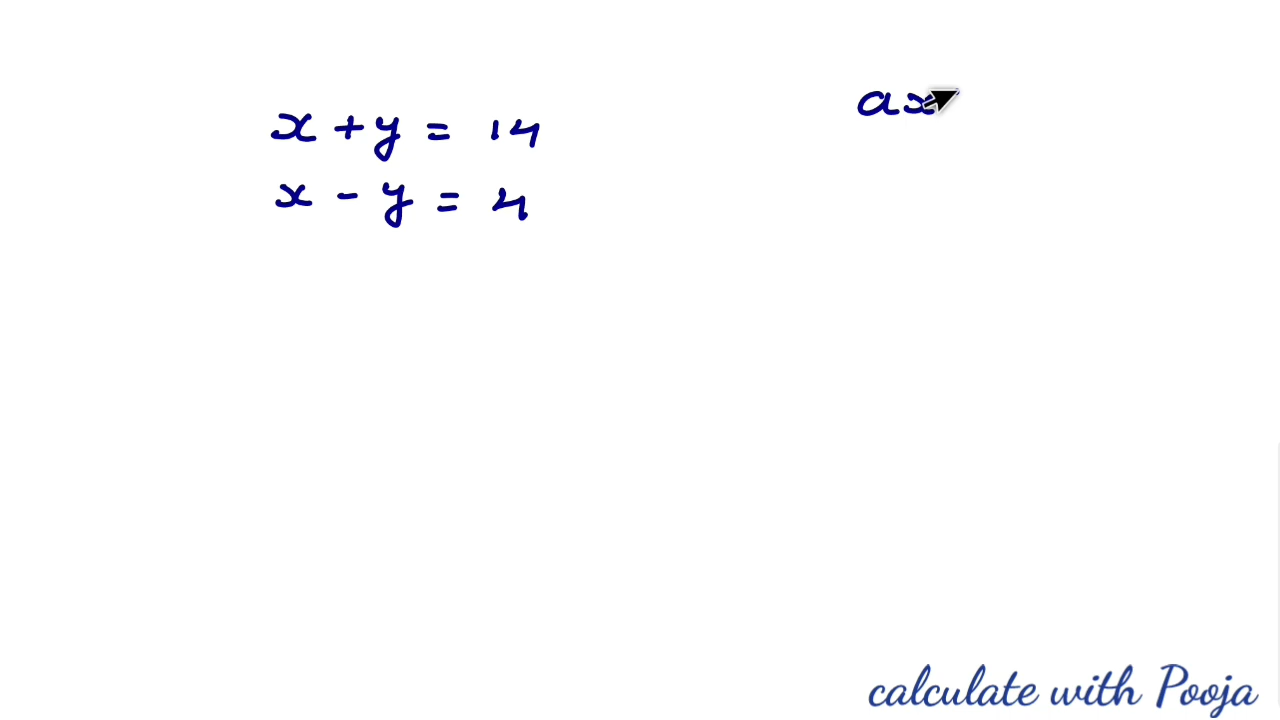 x + y = 14
x - y = 4
ax
calculate with Pooja